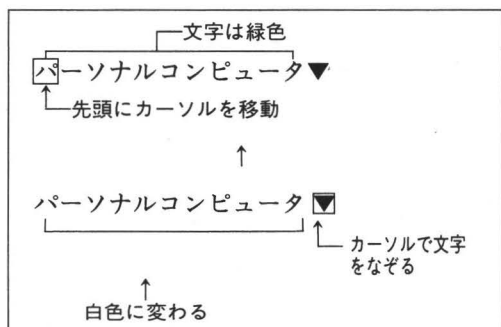 文字は緑色
パーソナルコンピュータ▼
先頭にカーソルを移動
↑
パーソナルコンピュータ▼
カーソルで文字
をなぞる
↑
白色に変わる